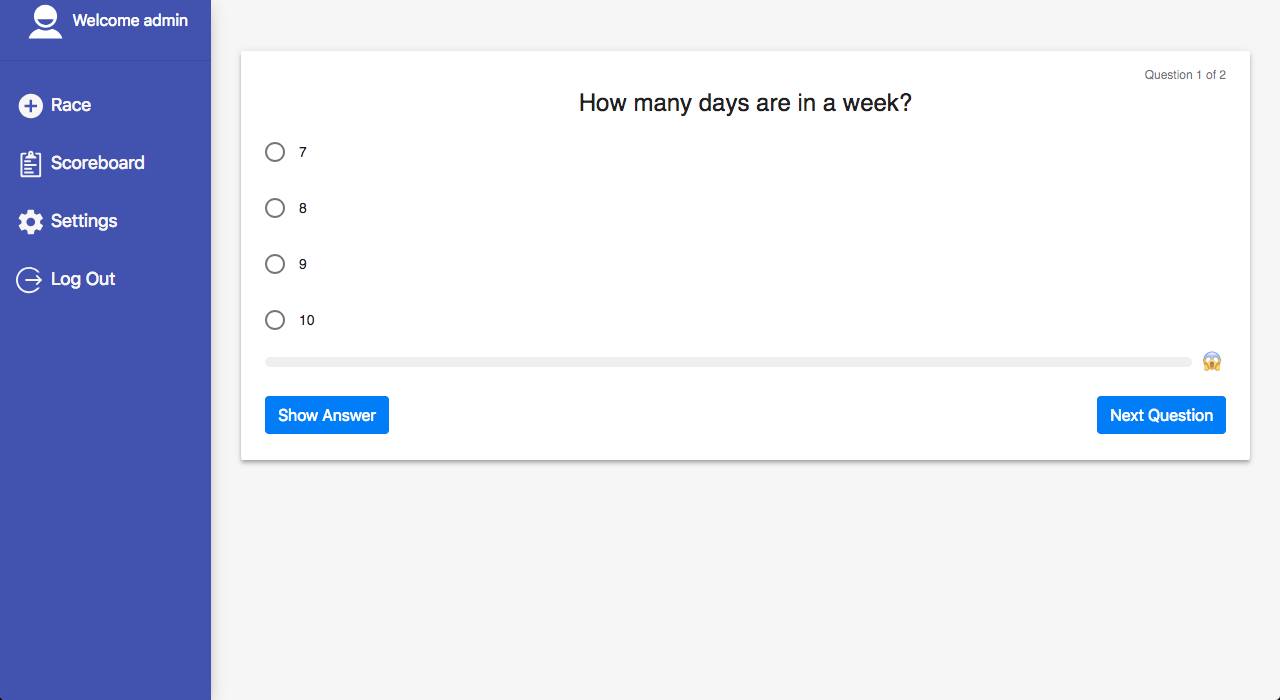 Welcome admin
Race
Scoreboard
Settings
Log Out
Question 1 of 2
How many days are in a week?
7
8
9
10
Show Answer
Next Question